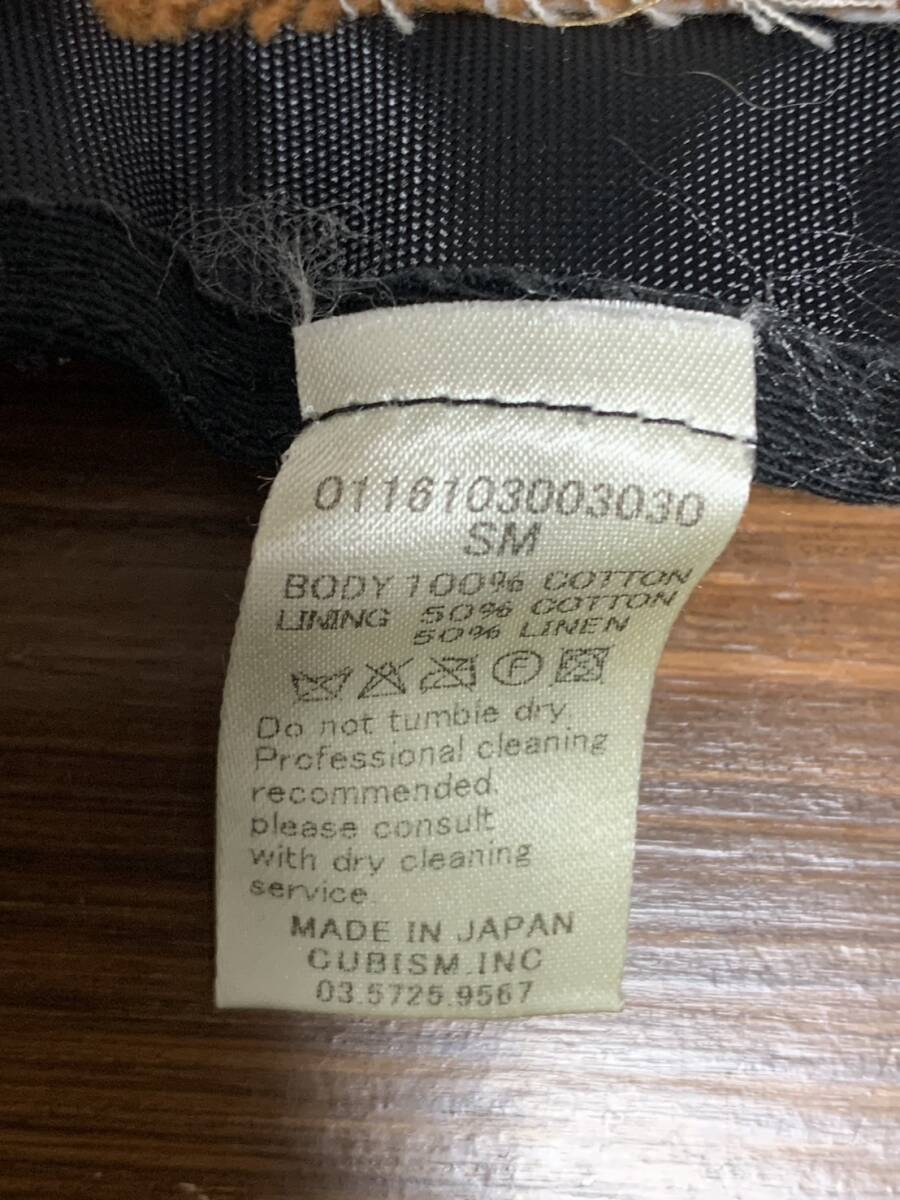 0116103003030
SM
BODY 100% COTTON
LINING 50% COTTON
50% LINEN
F
Do not tumble dry.
Professional cleaning
recommended.
please consult
with dry cleaning
service.
MADE IN JAPAN
CUBISM.INC
03.5725.9567